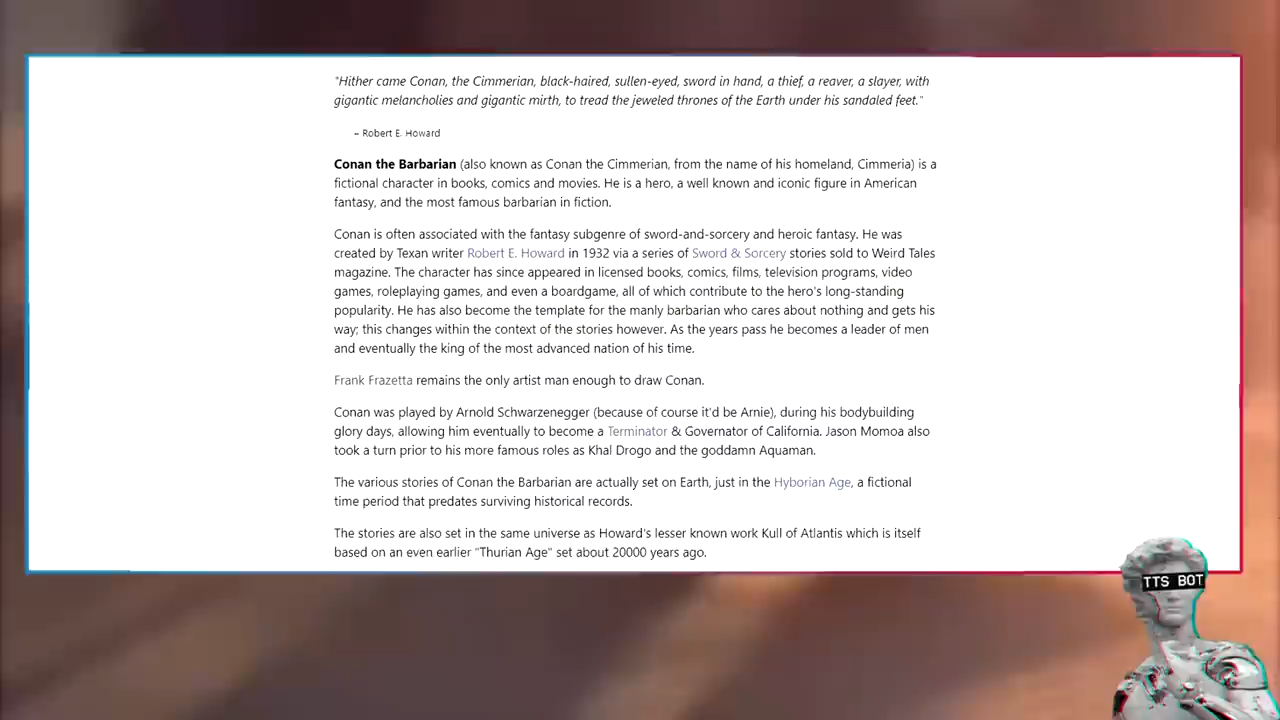 "Hither came Conan, the Cimmerian, black-haired, sullen-eyed, sword in hand, a thief, a reaver, a slayer, with
gigantic melancholies and gigantic mirth, to tread the jeweled thrones of the Earth under his sandaled feet."
– Robert E. Howard
Conan the Barbarian (also known as Conan the Cimmerian, from the name of his homeland, Cimmeria) is a
fictional character in books, comics and movies. He is a hero, a well known and iconic figure in American
fantasy, and the most famous barbarian in fiction.
Conan is often associated with the fantasy subgenre of sword-and-sorcery and heroic fantasy. He was
created by Texan writer Robert E. Howard in 1932 via a series of Sword & Sorcery stories sold to Weird Tales
magazine. The character has since appeared in licensed books, comics, films, television programs, video
games, roleplaying games, and even a boardgame, all of which contribute to the hero's long-standing
popularity. He has also become the template for the manly barbarian who cares about nothing and gets his
way; this changes within the context of the stories however. As the years pass he becomes a leader of men
and eventually the king of the most advanced nation of his time.
Frank Frazetta remains the only artist man enough to draw Conan.
Conan was played by Arnold Schwarzenegger (because of course it'd be Arnie), during his bodybuilding
glory days, allowing him eventually to become a Terminator & Governator of California. Jason Momoa also
took a turn prior to his more famous roles as Khal Drogo and the goddamn Aquaman.
The various stories of Conan the Barbarian are actually set on Earth, just in the Hyborian Age, a fictional
time period that predates surviving historical records.
The stories are also set in the same universe as Howard's lesser known work Kull of Atlantis which is itself
based on an even earlier "Thurian Age" set about 20000 years ago.
TTS BOT